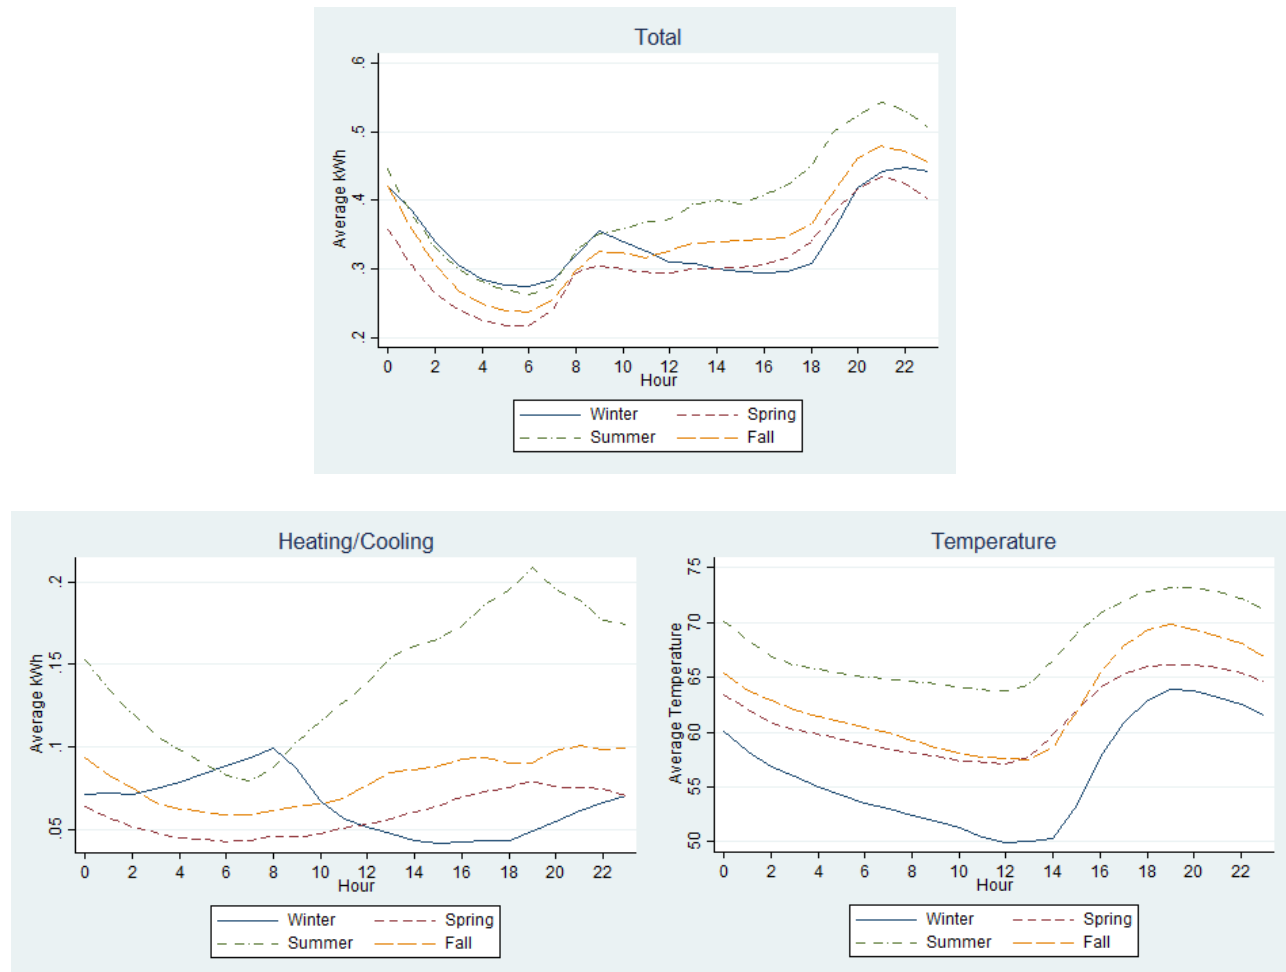 Total
Average kWh
.6
.5
.4
.3
.2
0 2 4 6 8 10 12 14 16 18 20 22
Hour
Winter Spring
Summer Fall
Heating/Cooling
Average kWh
.2
.15
.1
.05
0 2 4 6 8 10 12 14 16 18 20 22
Hour
Winter Spring
Summer Fall
Temperature
Average Temperature
75
70
65
60
55
50
0 2 4 6 8 10 12 14 16 18 20 22
Hour
Winter Spring
Summer Fall